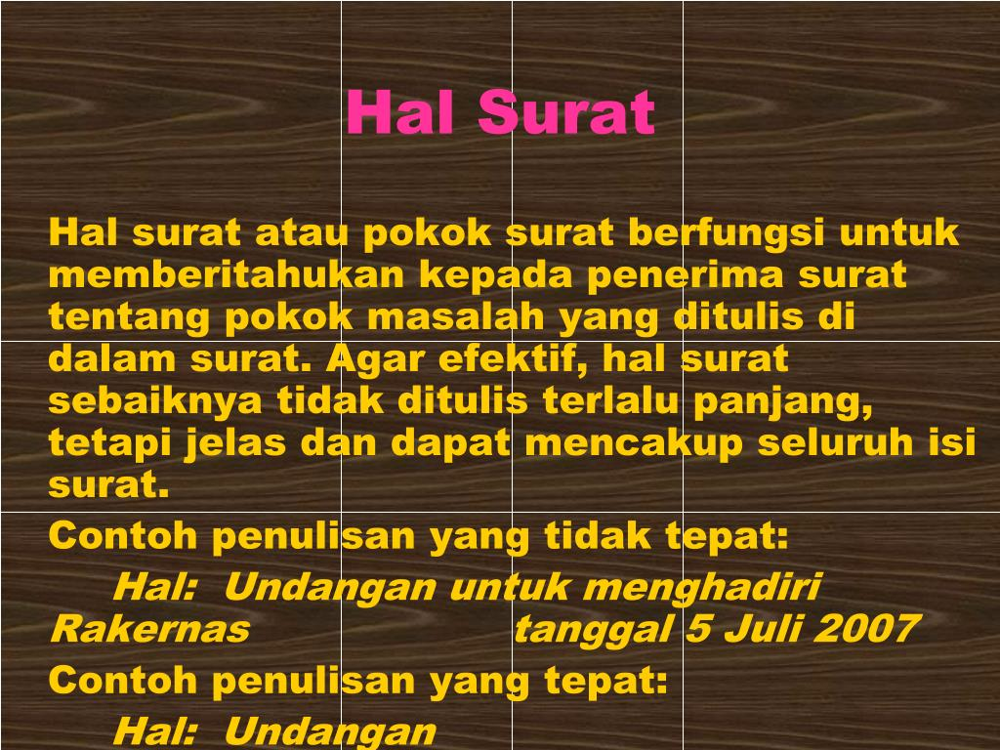 Hal Surat
Hal surat atau pokok surat berfungsi untuk
memberitahukan kepada penerima surat
tentang pokok masalah yang ditulis di
dalam surat. Agar efektif, hal surat
sebaiknya tidak ditulis terlalu panjang,
tetapi jelas dan dapat mencakup seluruh isi
surat.
Contoh penulisan yang tidak tepat:
Hal: Undangan untuk menghadiri
Rakernas tanggal 5 Juli 2007
Contoh penulisan yang tepat:
Hal: Undangan